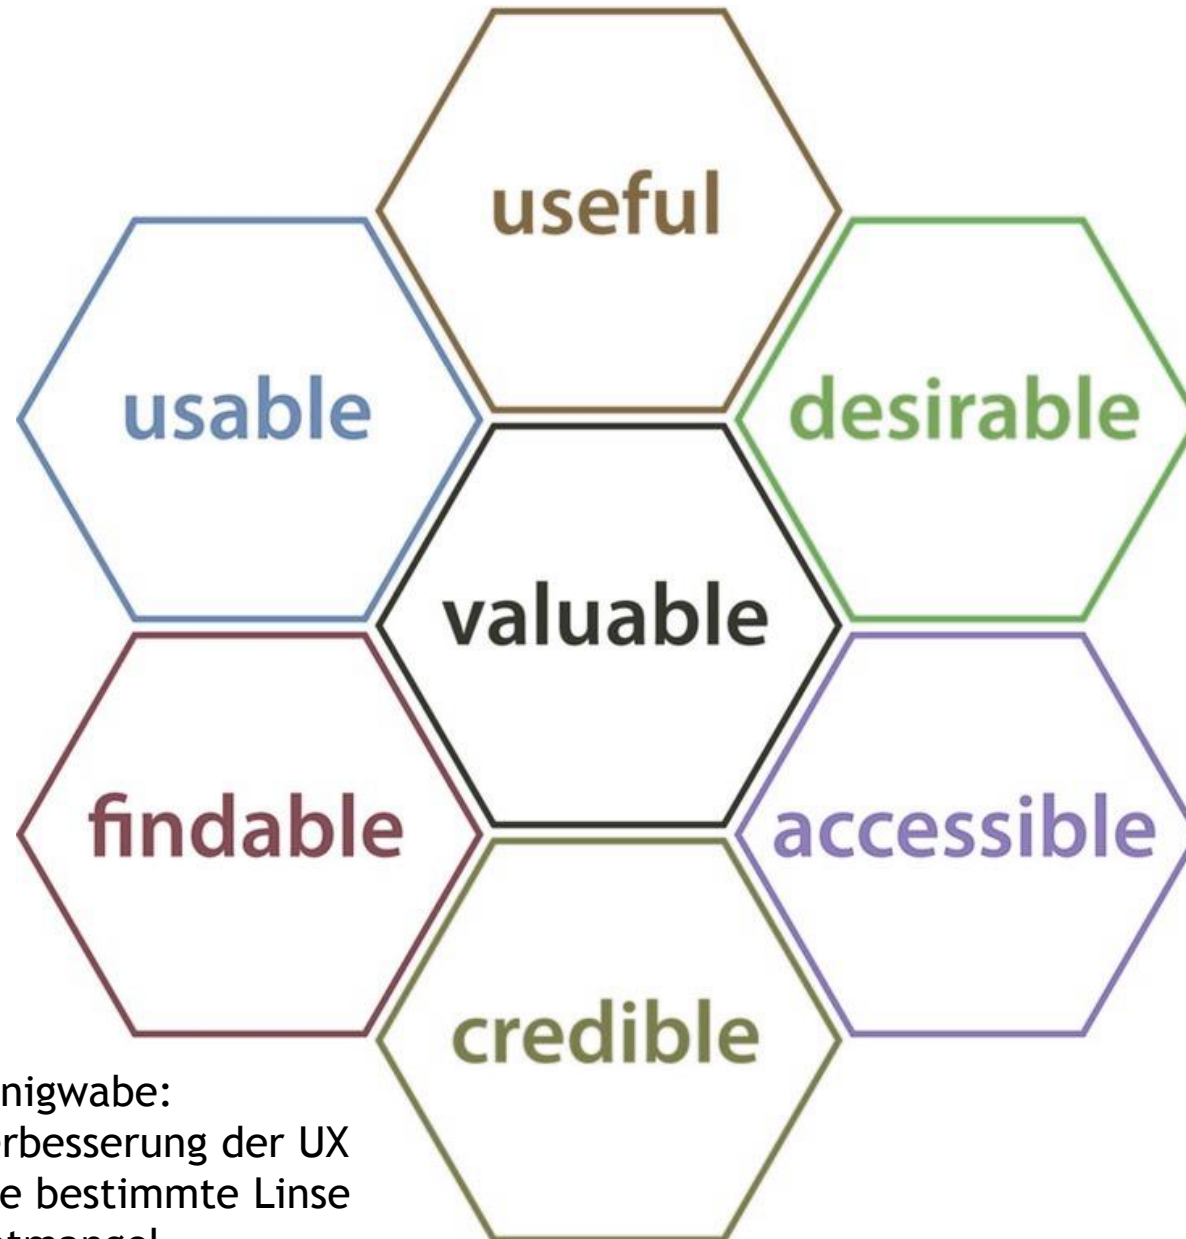 useful
usable
desirable
valuable
findable
accessible
credible
nigwabe:
rbesserung der UX
e bestimmte Linse